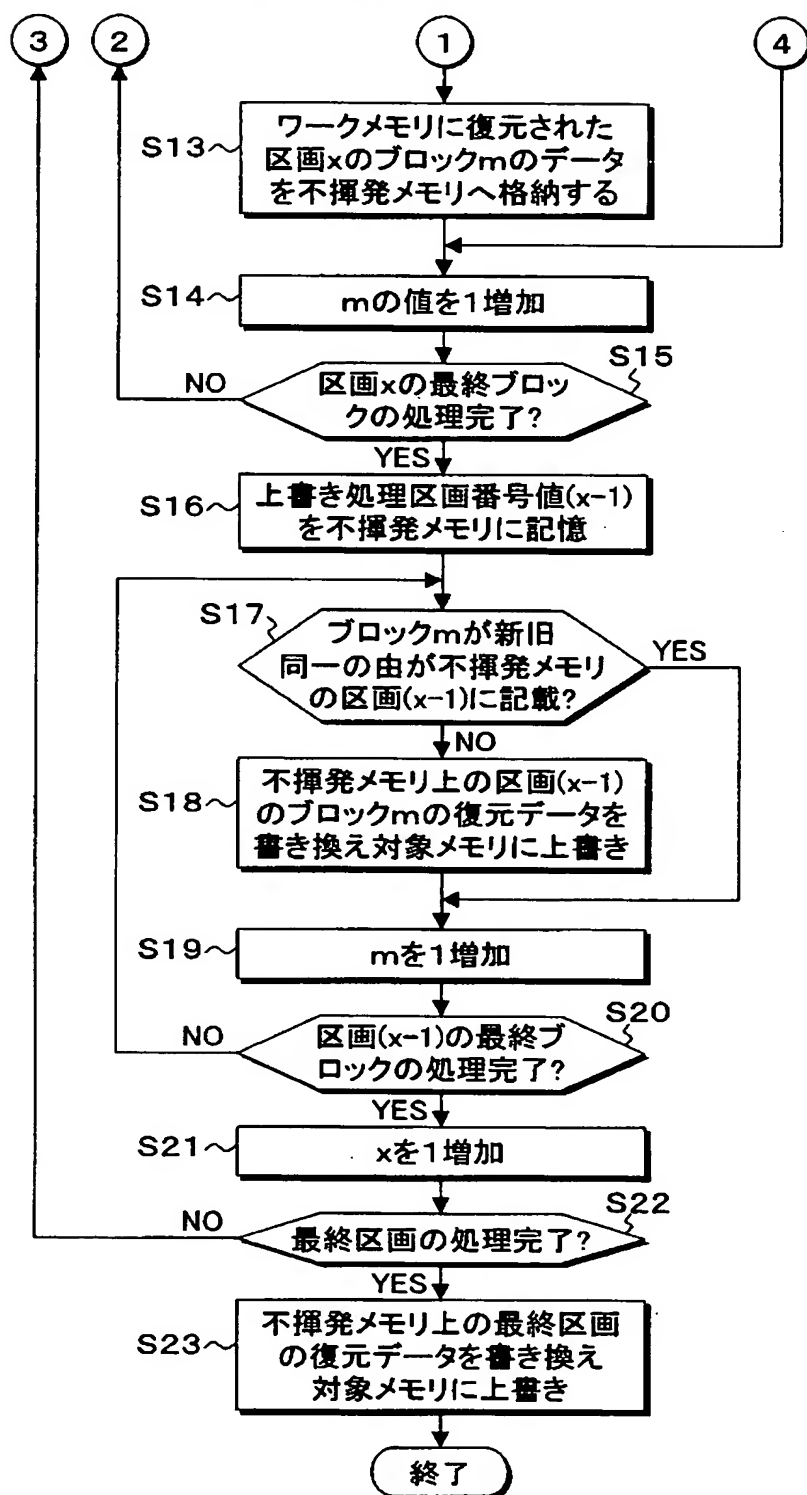 3 2 1 4
S13
ワークメモリに復元された
区画xのブロックmのデータ
を不揮発メモリへ格納する
S14
mの値を1増加
S15
区画xの最終ブロッ
クの処理完了?
NO
YES
S16
上書き処理区画番号値(x-1)
を不揮発メモリに記憶
S17
ブロックmが新旧
同一の由が不揮発メモリ
の区画(x-1)に記載?
YES
NO
S18
不揮発メモリ上の区画(x-1)
のブロックmの復元データを
書き換え対象メモリに上書き
S19
mを1増加
S20
区画(x-1)の最終ブ
ロックの処理完了?
NO
YES
S21
xを1増加
S22
最終区画の処理完了?
NO
YES
S23
不揮発メモリ上の最終区画
の復元データを書き換え
対象メモリに上書き
終了